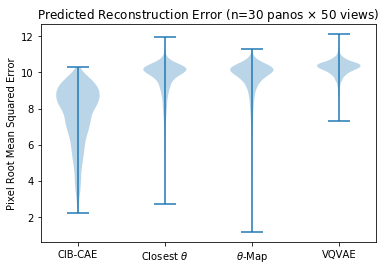 Predicted Reconstruction Error (n=30 panos × 50 views)
Pixel Root Mean Squared Error
12
10
8
6
4
2
CIB-CAE
Closest θ
θ-Map
VQVAE